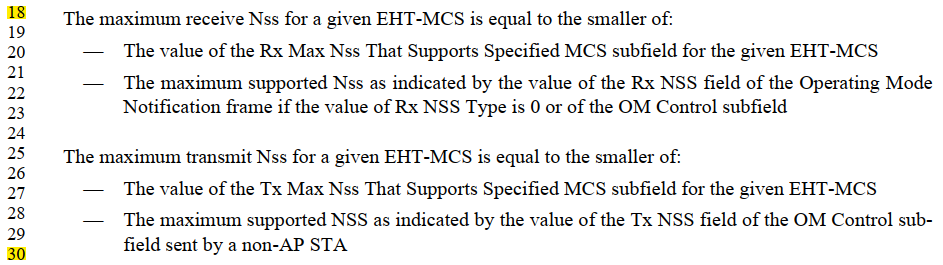 18 The maximum receive Nss for a given EHT-MCS is equal to the smaller of:
19
20 — The value of the Rx Max Nss That Supports Specified MCS subfield for the given EHT-MCS
21
22 — The maximum supported Nss as indicated by the value of the Rx NSS field of the Operating Mode
23 Notification frame if the value of Rx NSS Type is 0 or of the OM Control subfield
24
25 The maximum transmit Nss for a given EHT-MCS is equal to the smaller of:
26
27 — The value of the Tx Max Nss That Supports Specified MCS subfield for the given EHT-MCS
28
29 — The maximum supported NSS as indicated by the value of the Tx NSS field of the OM Control sub-
30 field sent by a non-AP STA